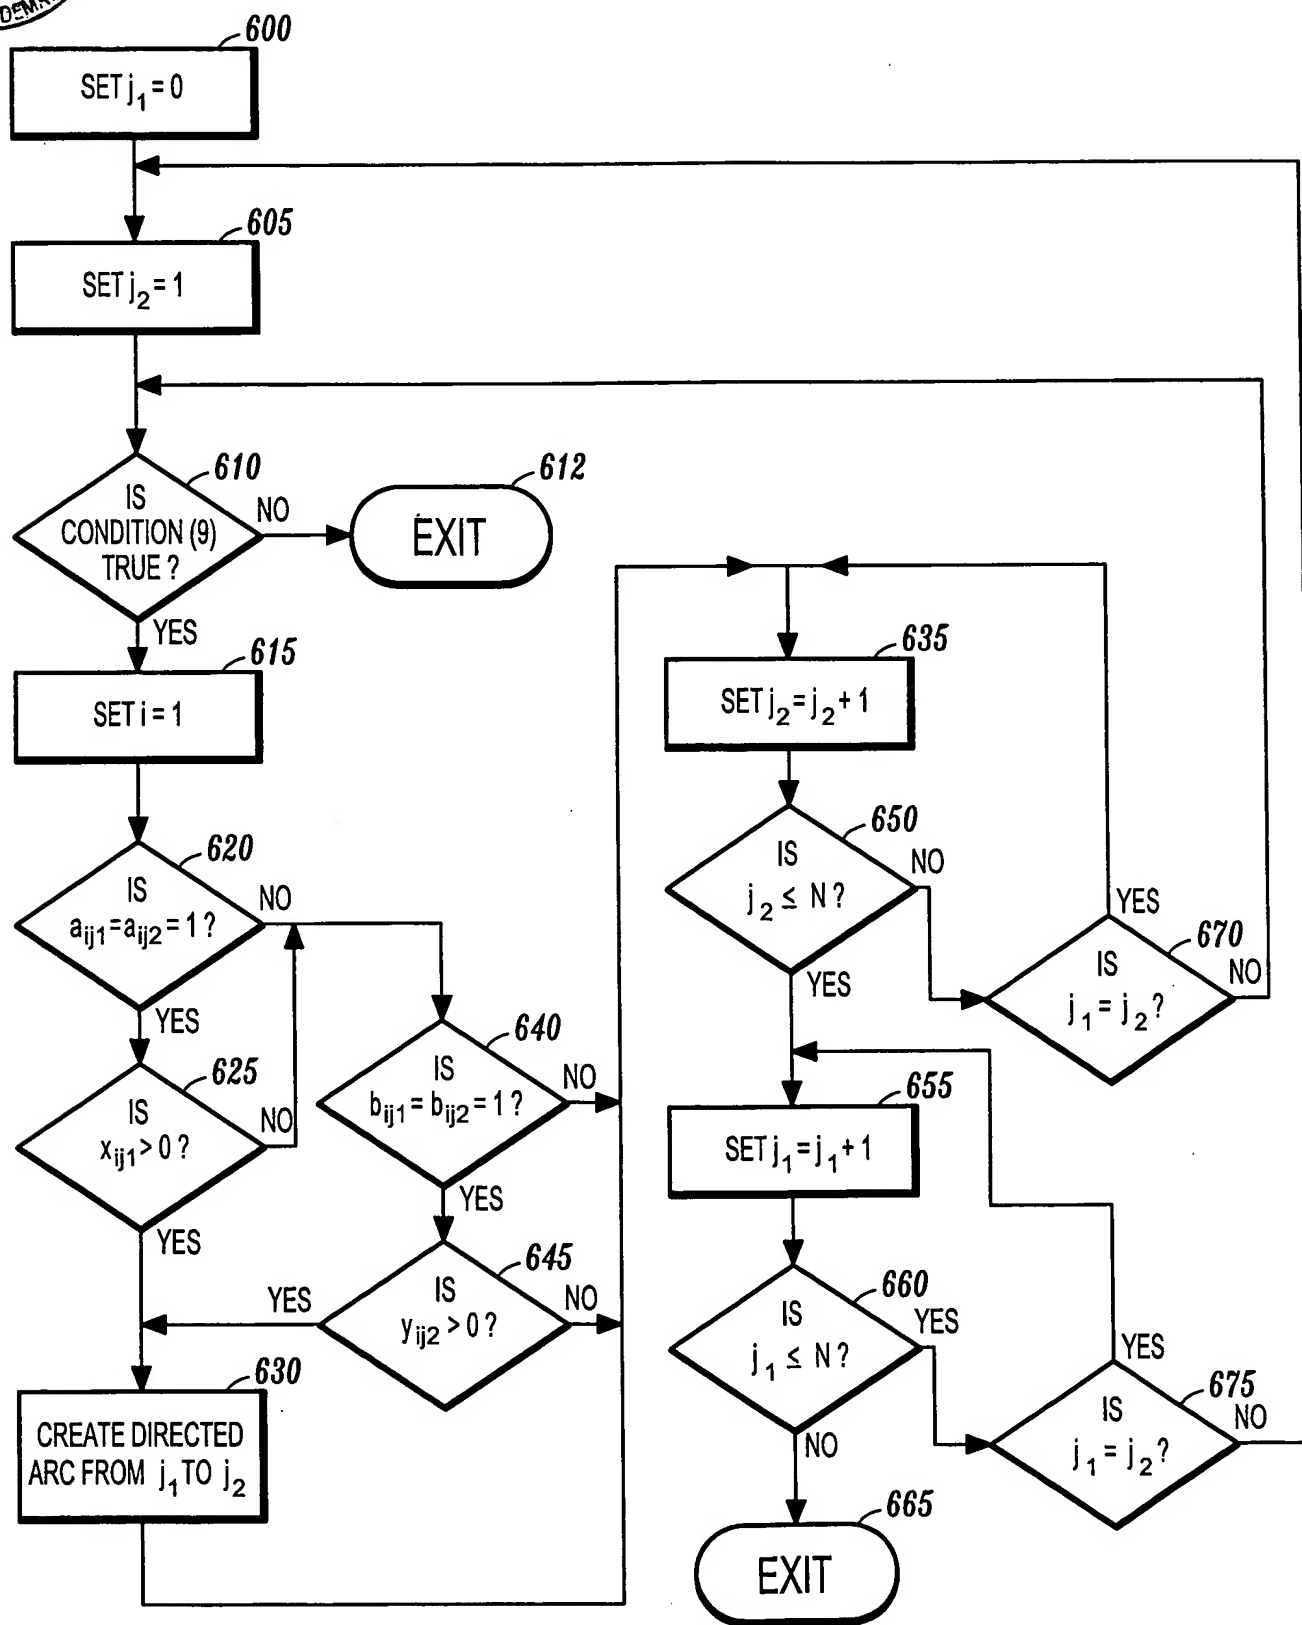 600
SET j₁ = 0
605
SET j₂ = 1
610
IS
CONDITION (9)
TRUE ?
NO
612
EXIT
YES
615
SET i = 1
620
IS
aᵢⱼ₁ = aᵢⱼ₂ = 1 ?
NO
YES
625
IS
xᵢⱼ₁ > 0 ?
NO
YES
630
CREATE DIRECTED
ARC FROM j₁ TO j₂
640
IS
bᵢⱼ₁ = bᵢⱼ₂ = 1 ?
NO
YES
645
IS
yᵢⱼ₂ > 0 ?
YES
NO
635
SET j₂ = j₂ + 1
650
IS
j₂ ≤ N ?
NO
YES
670
IS
j₁ = j₂ ?
YES
NO
655
SET j₁ = j₁ + 1
660
IS
j₁ ≤ N ?
YES
NO
675
IS
j₁ = j₂ ?
YES
NO
665
EXIT